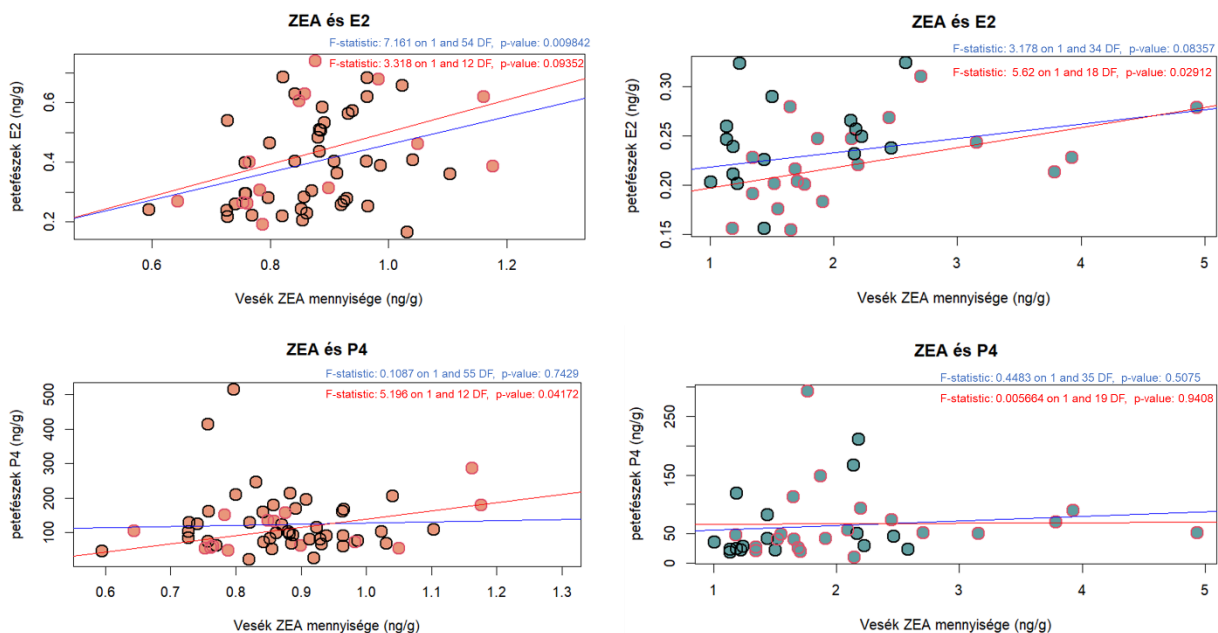 ZEA és E2
F-statistic: 7.161 on 1 and 54 DF, p-value: 0.009842
F-statistic: 3.318 on 1 and 12 DF, p-value: 0.09352
petefészek E2 (ng/g)
0.6
0.4
0.2
0.6 0.8 1.0 1.2
Vesék ZEA mennyisége (ng/g)
ZEA és E2
F-statistic: 3.178 on 1 and 34 DF, p-value: 0.08357
F-statistic: 5.62 on 1 and 18 DF, p-value: 0.02912
petefészek E2 (ng/g)
0.30
0.25
0.20
0.15
1 2 3 4 5
Vesék ZEA mennyisége (ng/g)
ZEA és P4
F-statistic: 0.1087 on 1 and 55 DF, p-value: 0.7429
F-statistic: 5.196 on 1 and 12 DF, p-value: 0.04172
petefészek P4 (ng/g)
500
400
300
200
100
0.6 0.7 0.8 0.9 1.0 1.1 1.2 1.3
Vesék ZEA mennyisége (ng/g)
ZEA és P4
F-statistic: 0.4483 on 1 and 35 DF, p-value: 0.5075
F-statistic: 0.005664 on 1 and 19 DF, p-value: 0.9408
petefészek P4 (ng/g)
250
150
50
0
1 2 3 4 5
Vesék ZEA mennyisége (ng/g)